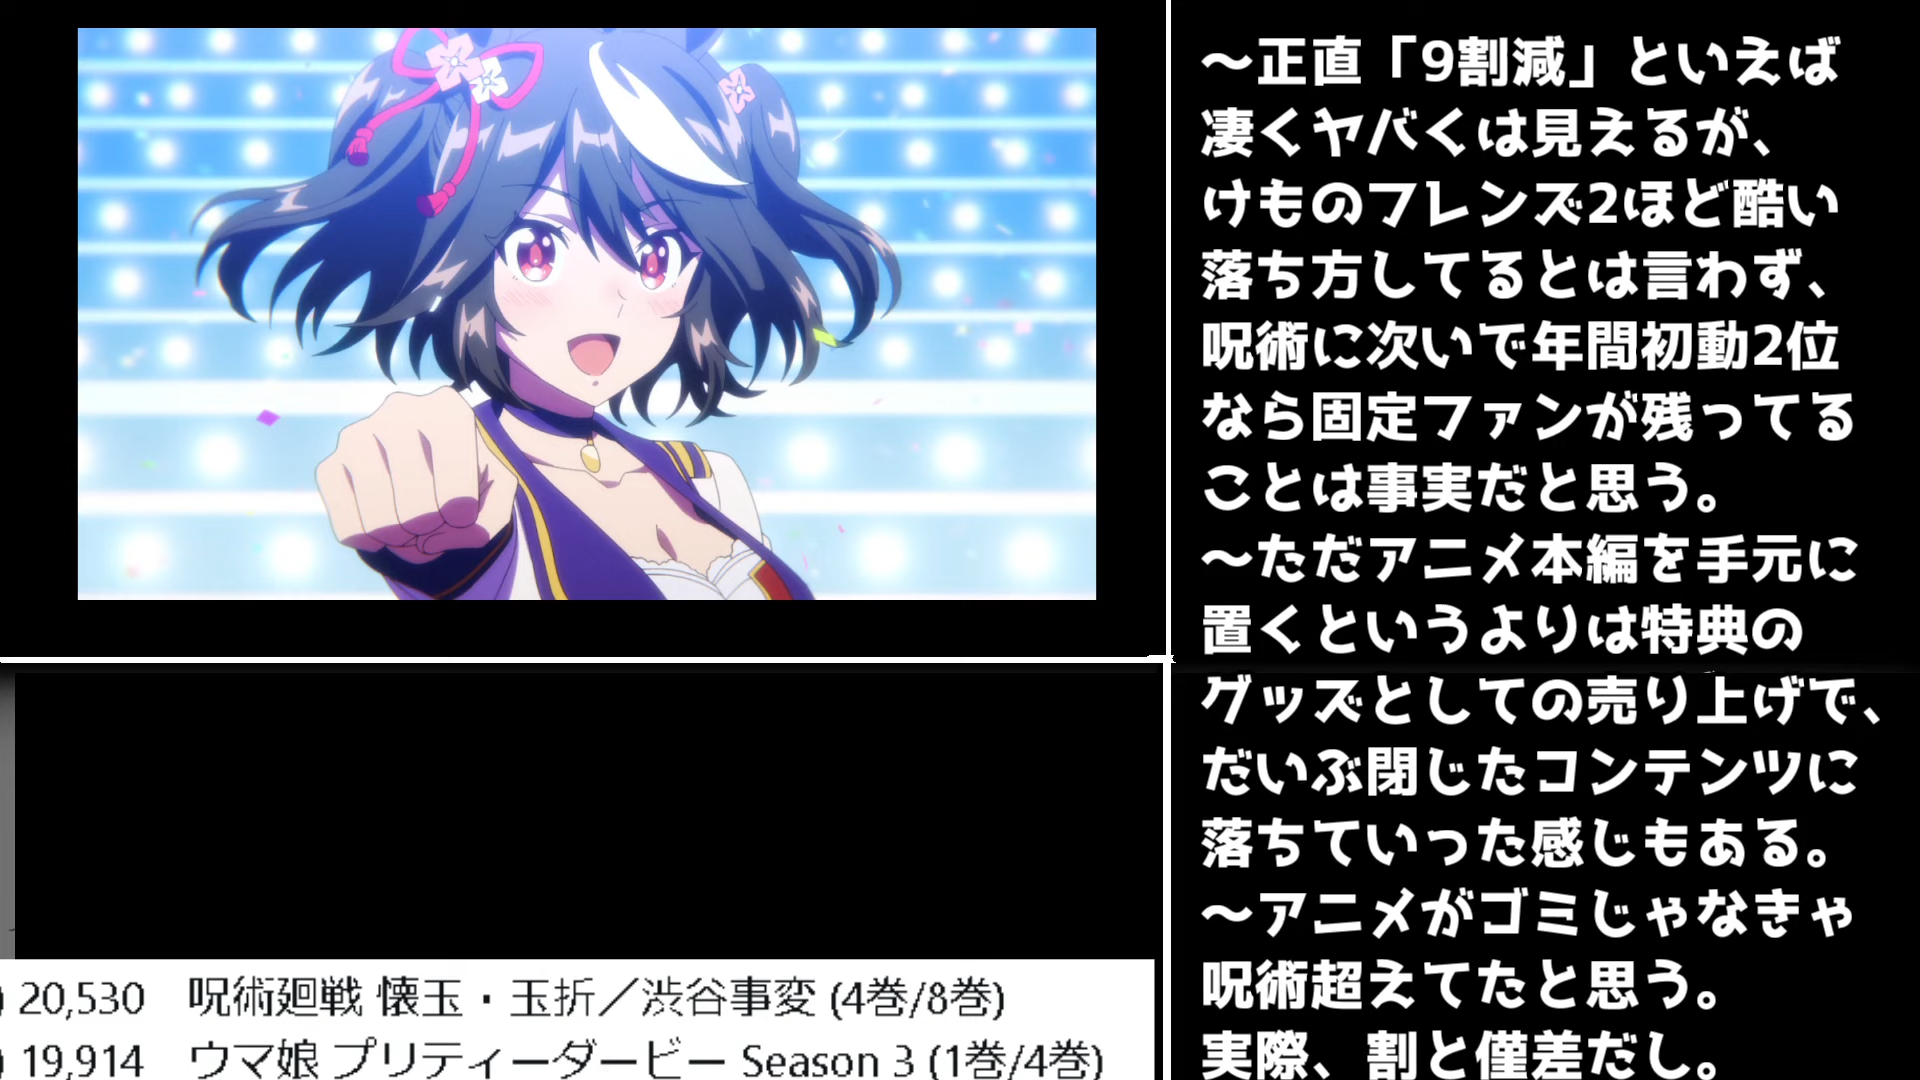 ～正直「9割減」といえば
凄くヤバくは見えるが、
けものフレンズ2ほど酷い
落ち方してるとは言わず、
呪術に次いで年間初動2位
なら固定ファンが残ってる
ことは事実だと思う。
～ただアニメ本編を手元に
置くというよりは特典の
グッズとしての売り上げで、
だいぶ閉じたコンテンツに
落ちていった感じもある。
～アニメがゴミじゃなきゃ
呪術超えてたと思う。
実際、割と僅差だし。
) 20,530 呪術廻戦 懐玉・玉折／渋谷事変 (4巻/8巻)
) 19,914 ウマ娘 プリティーダービー Season 3 (1巻/4巻)